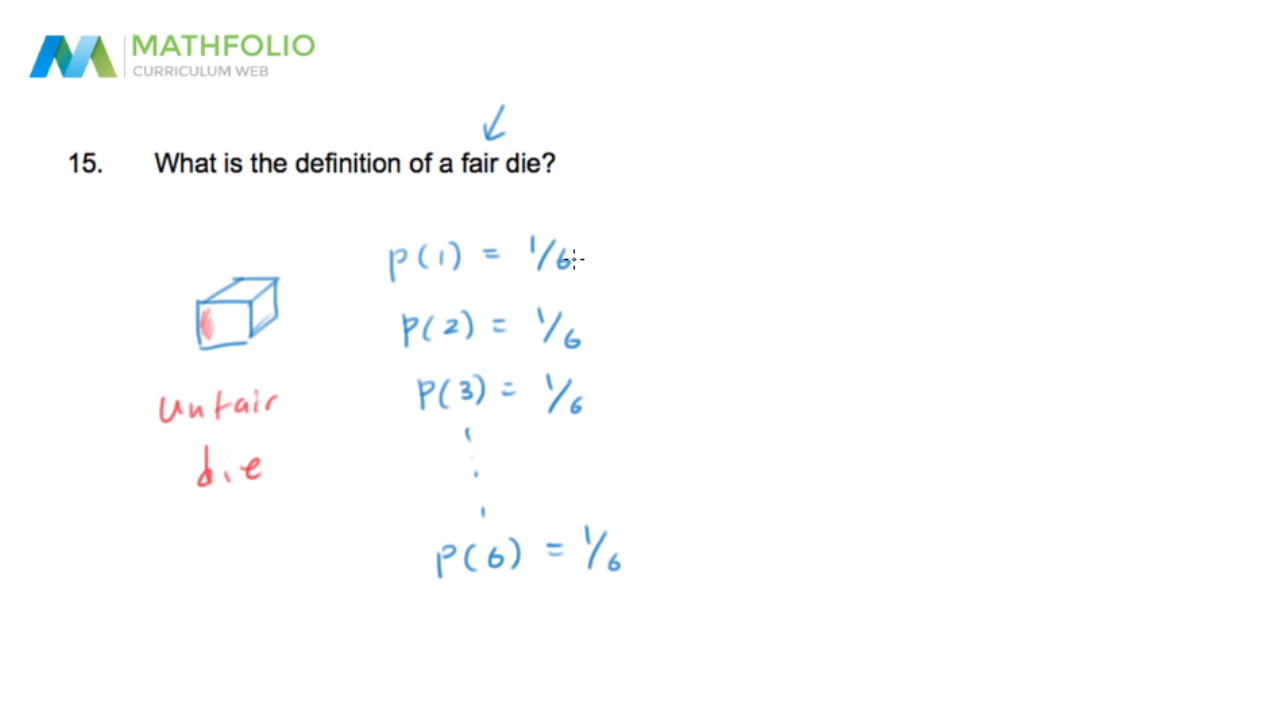 MATHFOLIO
CURRICULUM WEB
15. What is the definition of a fair die?
P(1) = 1/6
P(2) = 1/6
P(3) = 1/6
unfair
die
P(6) = 1/6